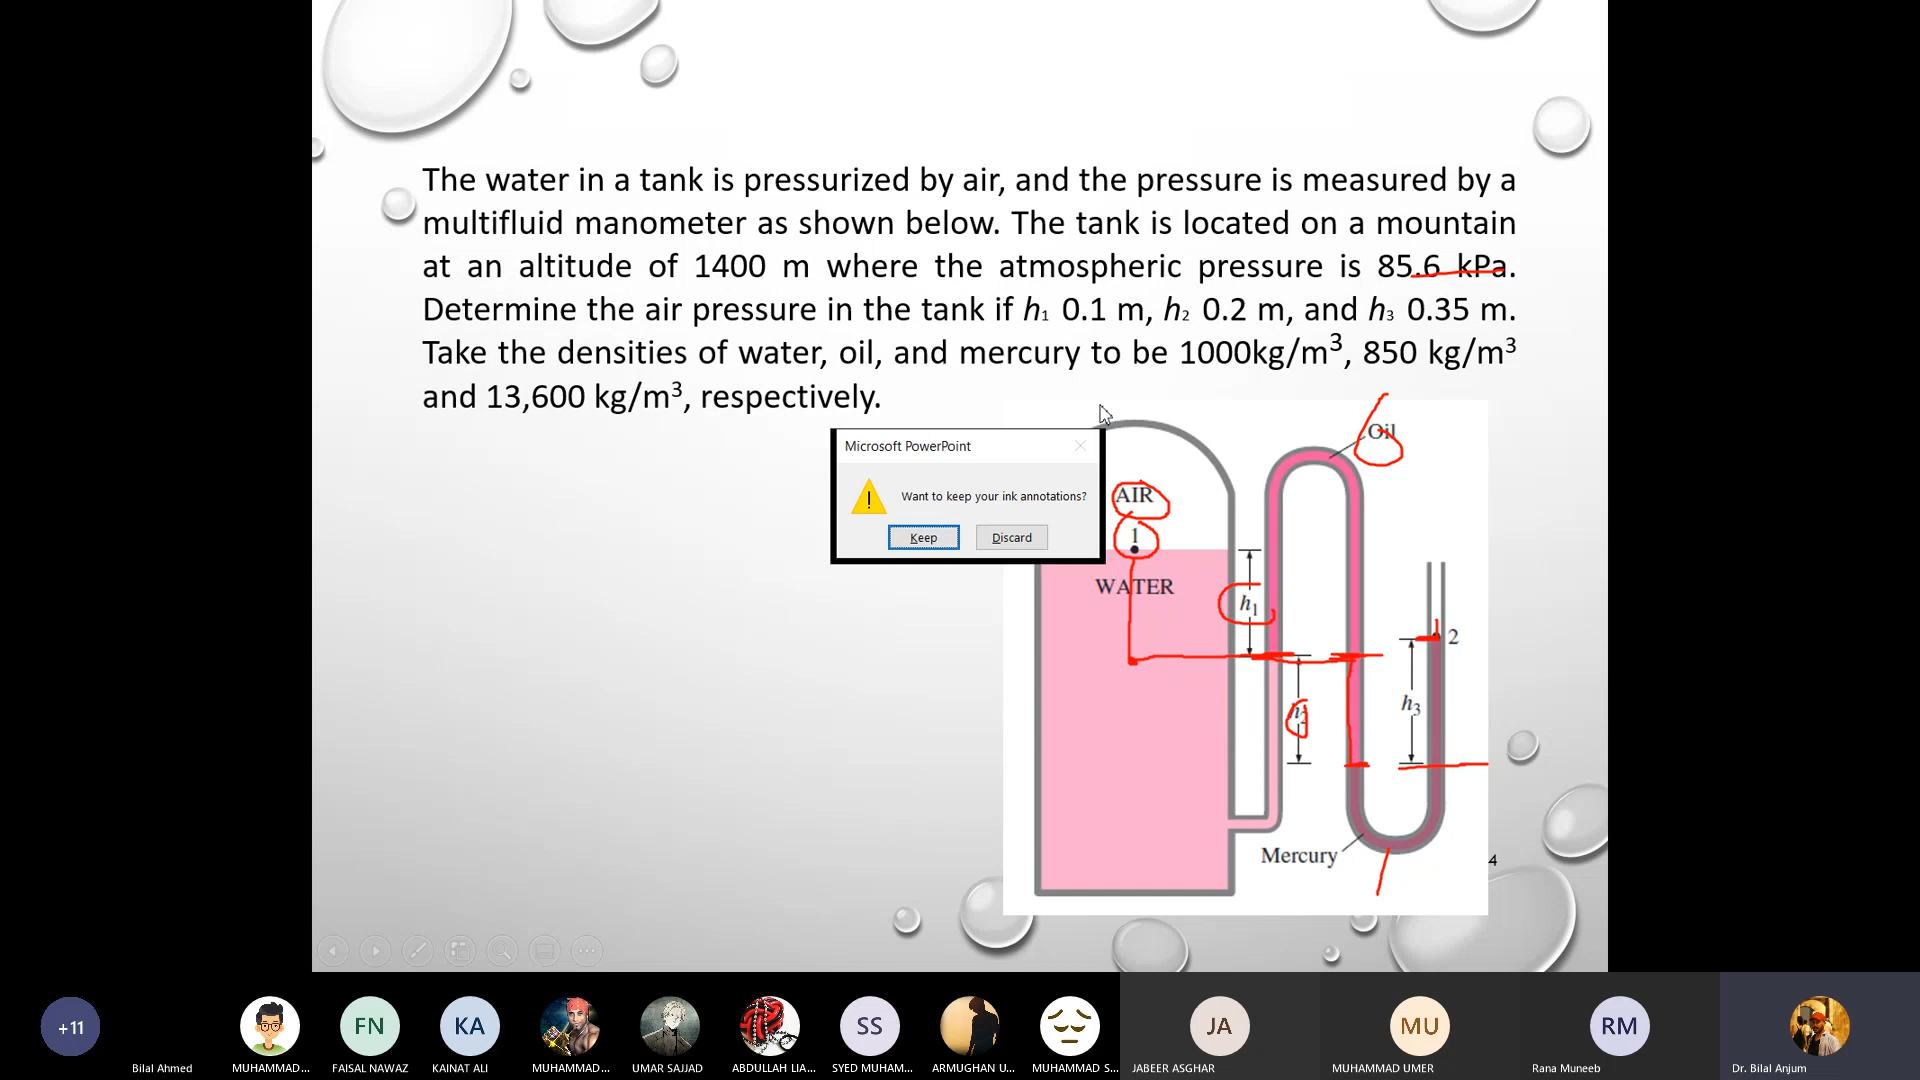 The water in a tank is pressurized by air, and the pressure is measured by a
multifluid manometer as shown below. The tank is located on a mountain
at an altitude of 1400 m where the atmospheric pressure is 85.6 kPa.
Determine the air pressure in the tank if h₁ 0.1 m, h₂ 0.2 m, and h₃ 0.35 m.
Take the densities of water, oil, and mercury to be 1000kg/m³, 850 kg/m³
and 13,600 kg/m³, respectively.
Oil
Microsoft PowerPoint
Want to keep your ink annotations?
Keep Discard
AIR
1
WATER
h₁
2
h₂
h₃
Mercury
4
+11
FN
KA
SS
JA
MU
RM
Bilal Ahmed
MUHAMMAD...
FAISAL NAWAZ
KAINAT ALI
MUHAMMAD...
UMAR SAJJAD
ABDULLAH LIA...
SYED MUHAM...
ARMUGHAN U...
MUHAMMAD S...
JABEER ASGHAR
MUHAMMAD UMER
Rana Muneeb
Dr. Bilal Anjum